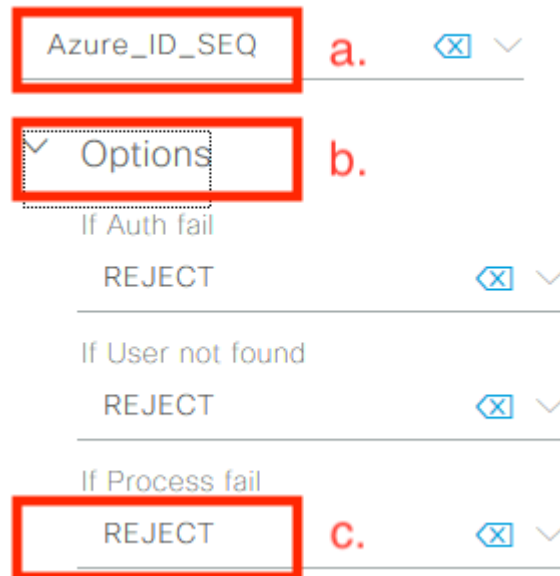 Azure_ID_SEQ a.
Options b.
If Auth fail
REJECT
If User not found
REJECT
If Process fail
REJECT c.